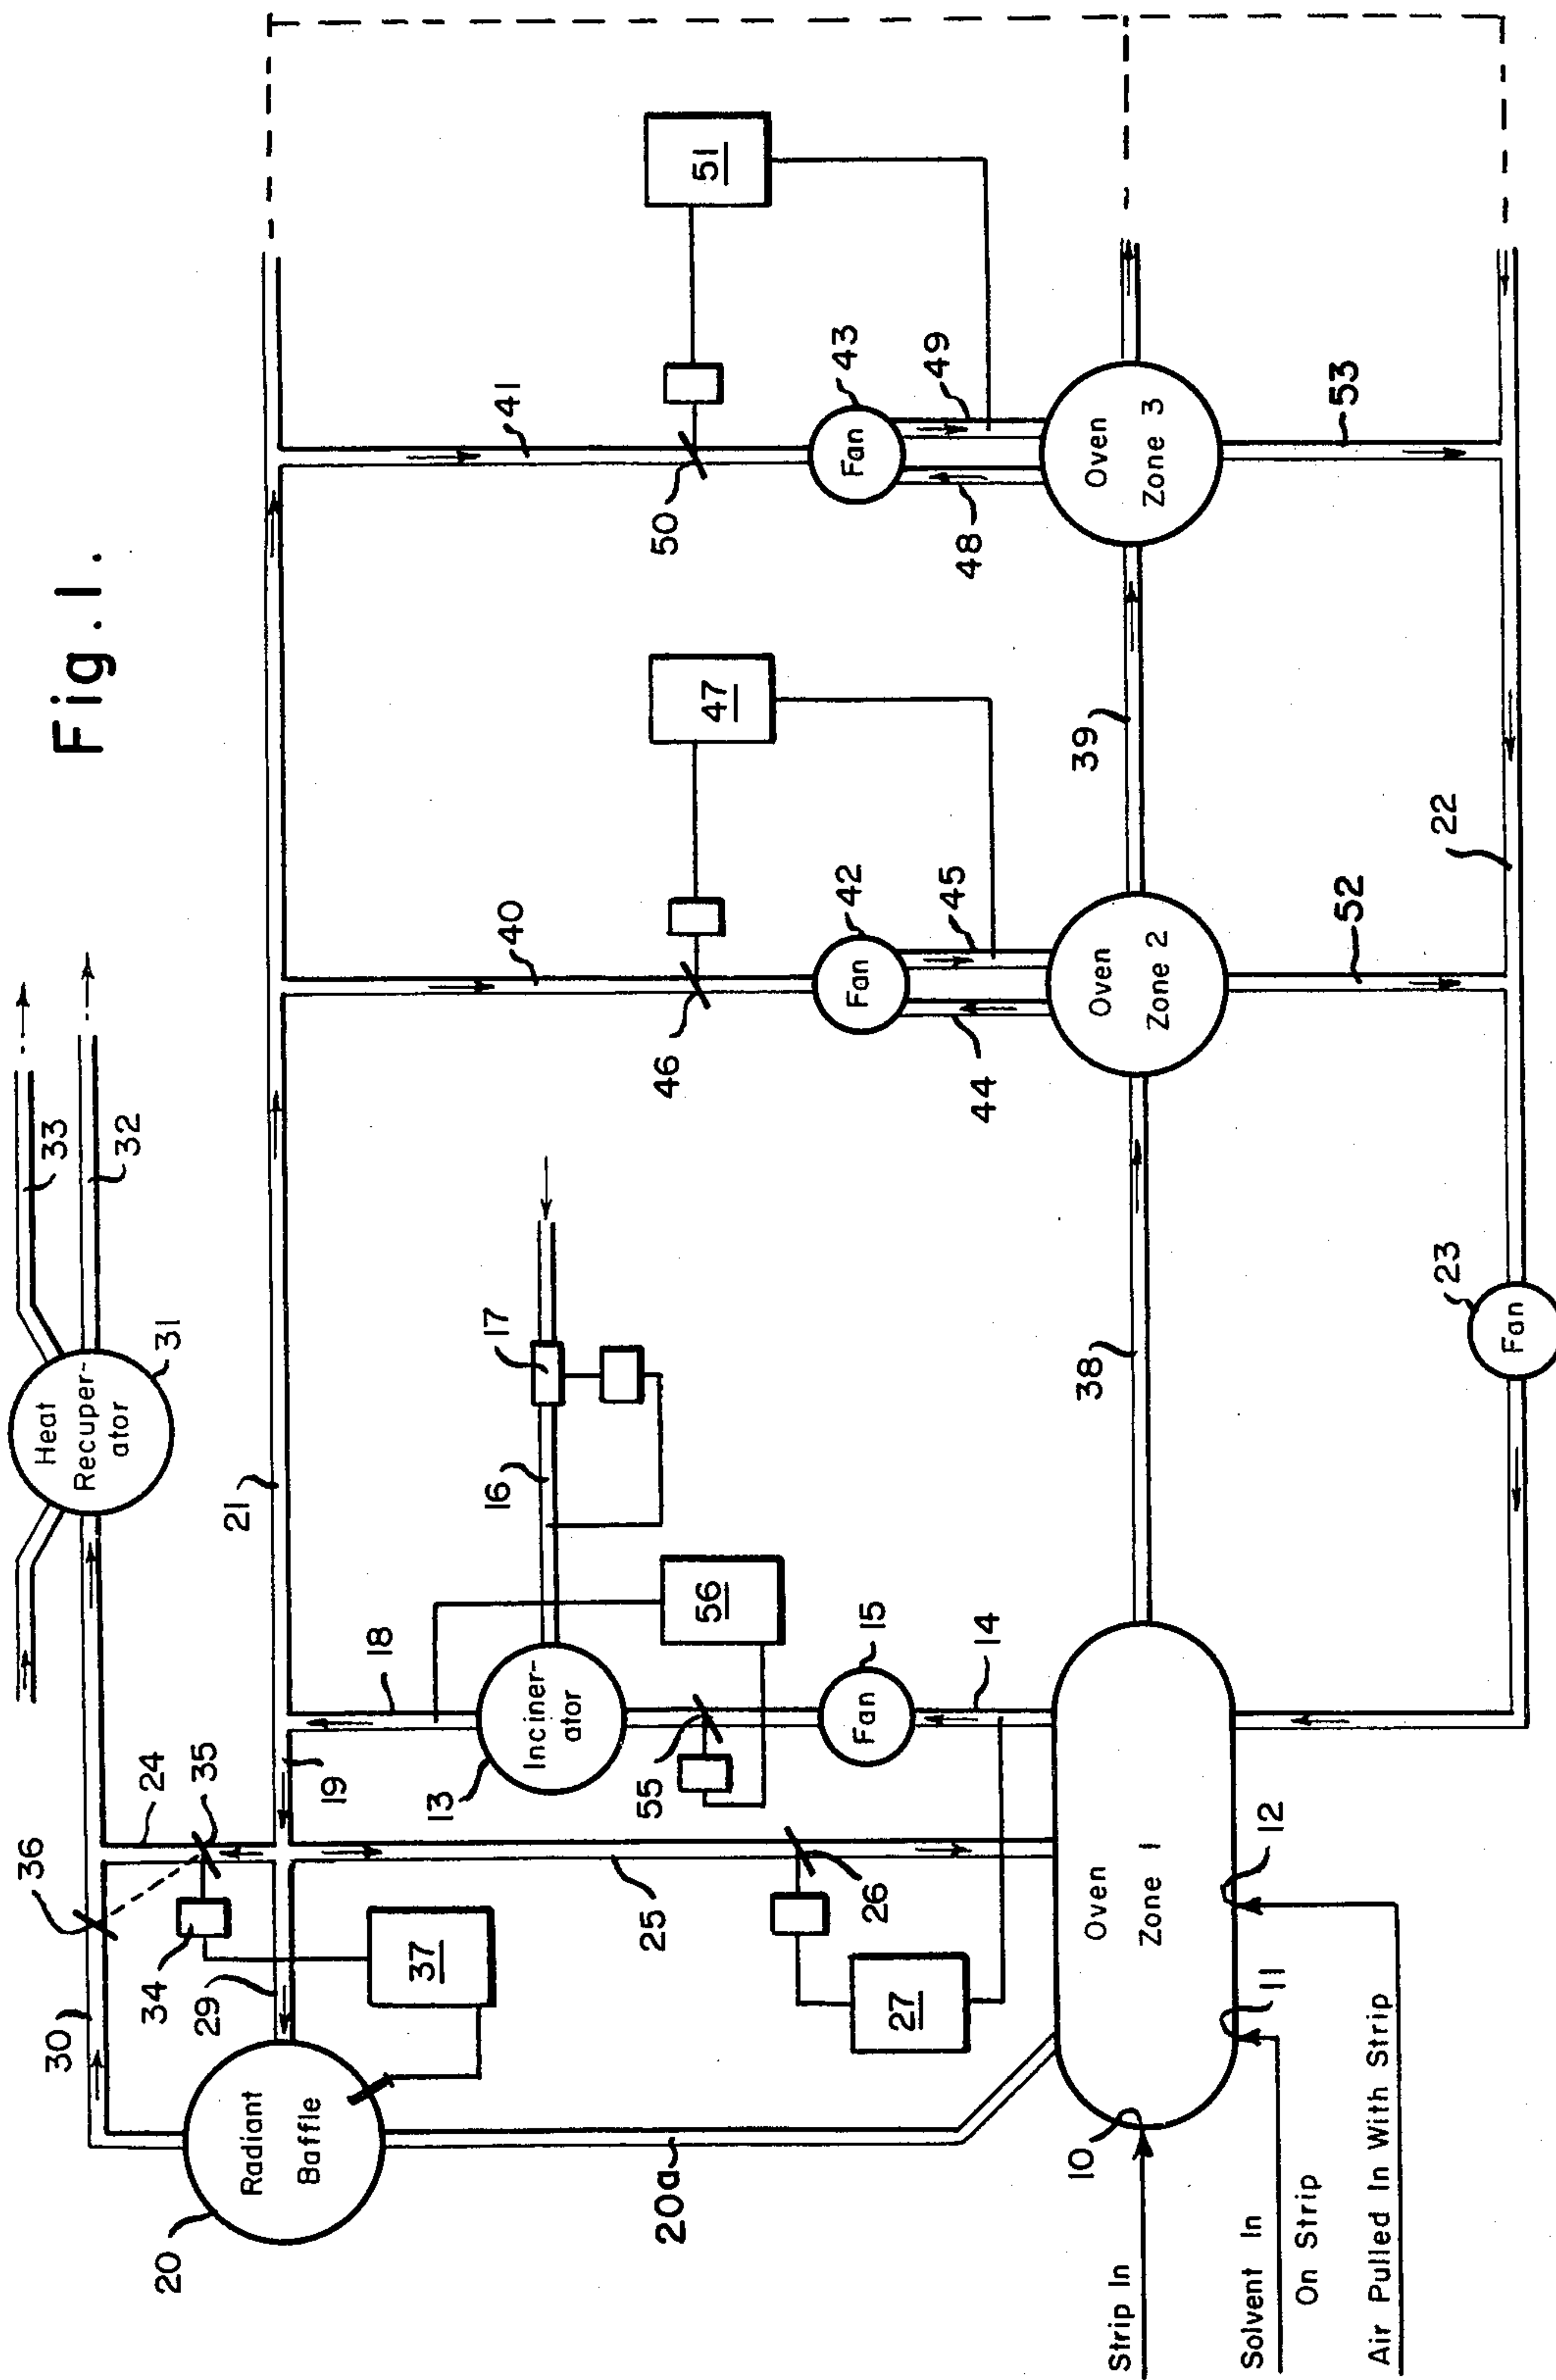 Fig.1.
33
32
Heat
Recuper-
ator
31
36
24
35
30
34
29
37
19
21
18
Radiant
Baffle
20
20a
25
26
27
Inciner-
ator
13
16
17
56
55
Fan
15
14
40
46
47
Fan
42
44
45
41
50
51
Fan
43
48
49
Strip In
10
Oven
Zone 1
38
Oven
Zone 2
39
Oven
Zone 3
Solvent In
On Strip
11
12
Air Pulled In With Strip
Fan
23
52
22
53